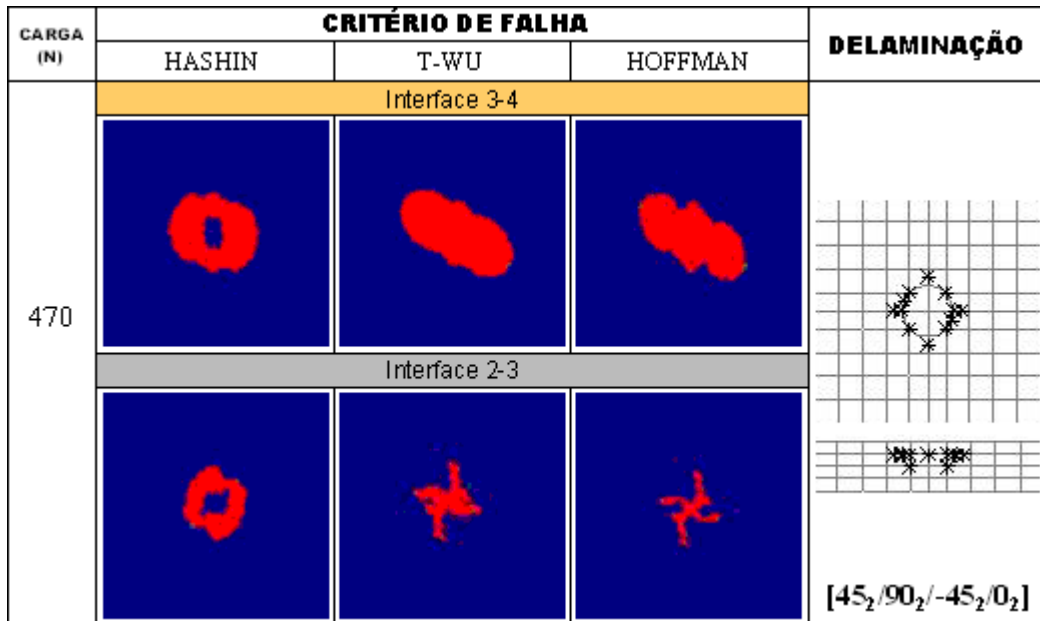 CARGA
(N)
CRITÉRIO DE FALHA
DELAMINAÇÃO
HASHIN
T-WU
HOFFMAN
Interface 3-4
470
Interface 2-3
[45₂/90₂/-45₂/0₂]